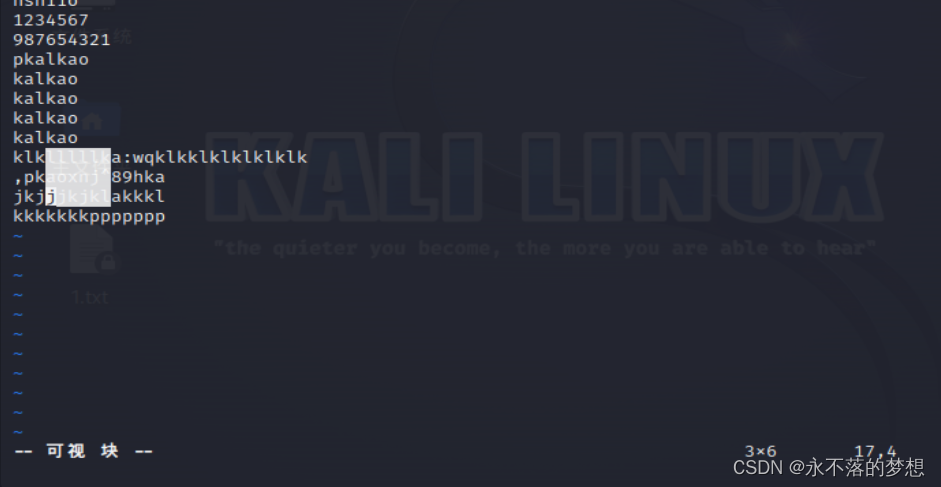 1234567
987654321
pkalkao
kalkao
kalkao
kalkao
kalkao
klkllllllka:wqklkklklklklklk
,pkaoxnj'89hka
jkjjjkjklakkkl
kkkkkkkppppppp
~
~
~
~
~
~
~
~
~
~
~
KALI LINUX
"the quieter you become, the more you are able to hear"
1.txt
-- 可视 块 --
3×6
17,4
CSDN @永不落的梦想